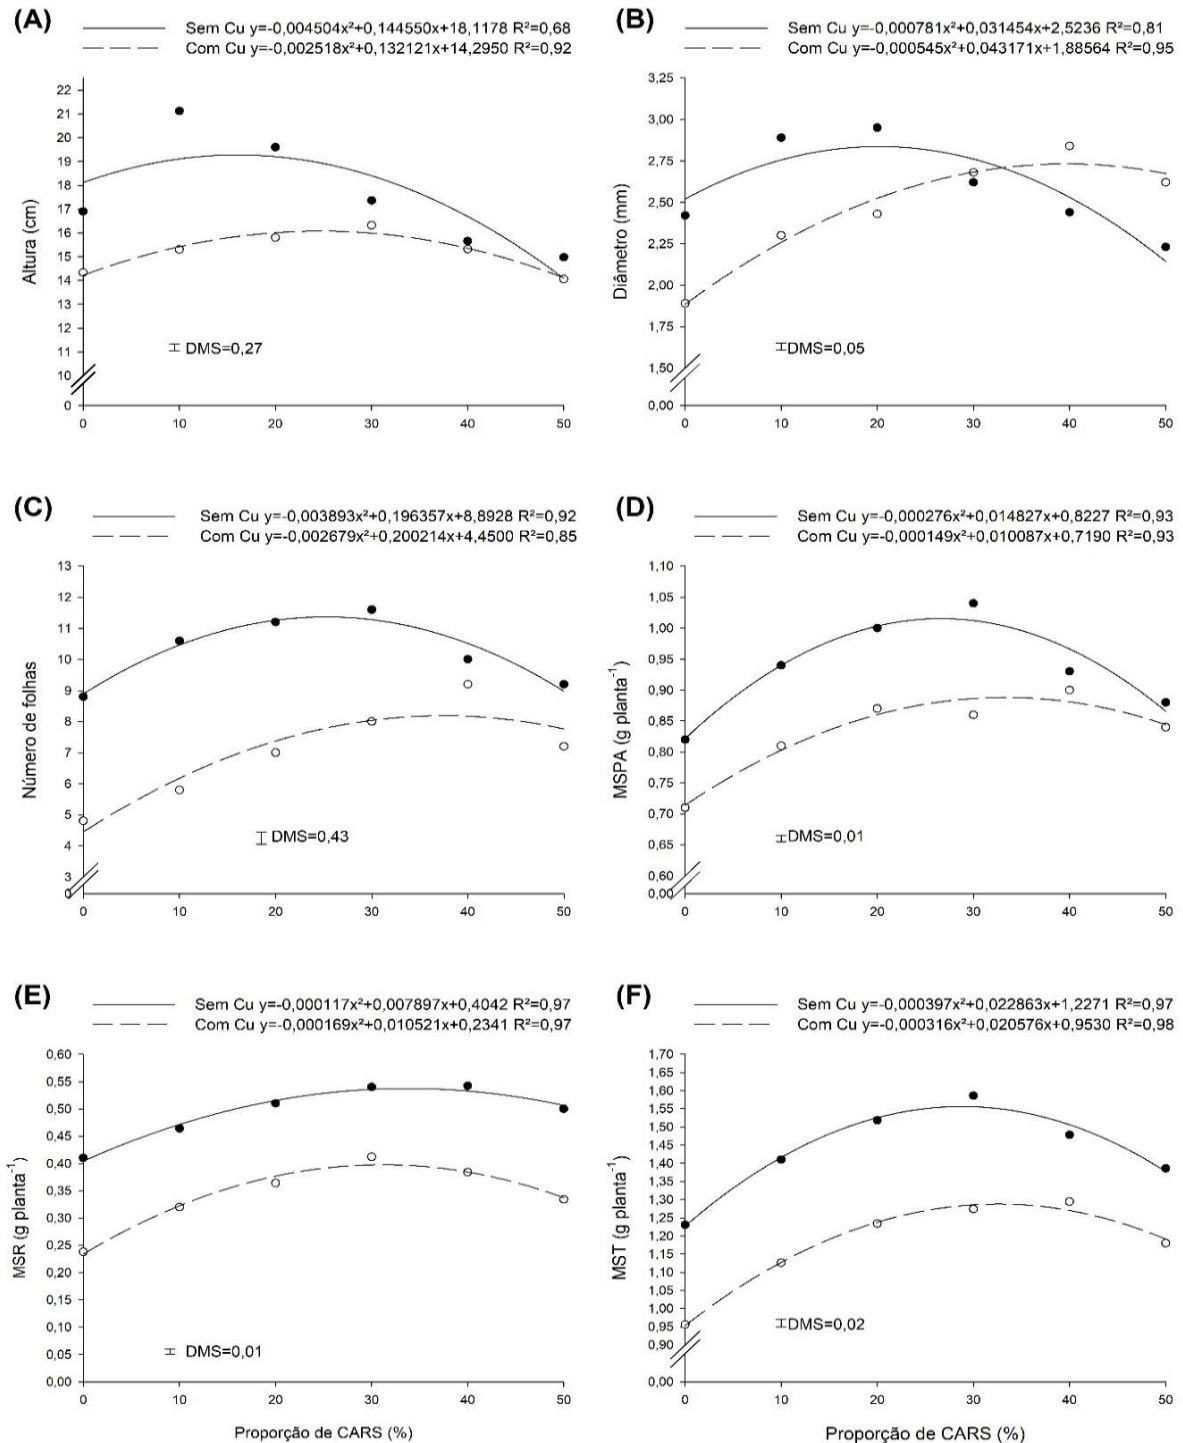 (A)
Sem Cu y=-0,004504x²+0,144550x+18,1178 R²=0,68
Com Cu y=-0,002518x²+0,132121x+14,2950 R²=0,92
22
21
20
19
18
17
16
15
14
13
12
11
10
0
Altura (cm)
DMS=0,27
0 10 20 30 40 50
(B)
Sem Cu y=-0,000781x²+0,031454x+2,5236 R²=0,81
Com Cu y=-0,000545x²+0,043171x+1,88564 R²=0,95
3,25
3,00
2,75
2,50
2,25
2,00
1,75
1,50
0,00
Diâmetro (mm)
DMS=0,05
0 10 20 30 40 50
(C)
Sem Cu y=-0,003893x²+0,196357x+8,8928 R²=0,92
Com Cu y=-0,002679x²+0,200214x+4,4500 R²=0,85
13
12
11
10
9
8
7
6
5
4
3
0
Número de folhas
DMS=0,43
0 10 20 30 40 50
(D)
Sem Cu y=-0,000276x²+0,014827x+0,8227 R²=0,93
Com Cu y=-0,000149x²+0,010087x+0,7190 R²=0,93
1,10
1,05
1,00
0,95
0,90
0,85
0,80
0,75
0,70
0,65
0,60
0,00
MSPA (g planta⁻¹)
DMS=0,01
0 10 20 30 40 50
(E)
Sem Cu y=-0,000117x²+0,007897x+0,4042 R²=0,97
Com Cu y=-0,000169x²+0,010521x+0,2341 R²=0,97
0,60
0,55
0,50
0,45
0,40
0,35
0,30
0,25
0,20
0,15
0,10
0,05
0,00
MSR (g planta⁻¹)
DMS=0,01
0 10 20 30 40 50
Proporção de CARS (%)
(F)
Sem Cu y=-0,000397x²+0,022863x+1,2271 R²=0,97
Com Cu y=-0,000316x²+0,020576x+0,9530 R²=0,98
1,70
1,65
1,60
1,55
1,50
1,45
1,40
1,35
1,30
1,25
1,20
1,15
1,10
1,05
1,00
0,95
0,90
0,00
MST (g planta⁻¹)
DMS=0,02
0 10 20 30 40 50
Proporção de CARS (%)